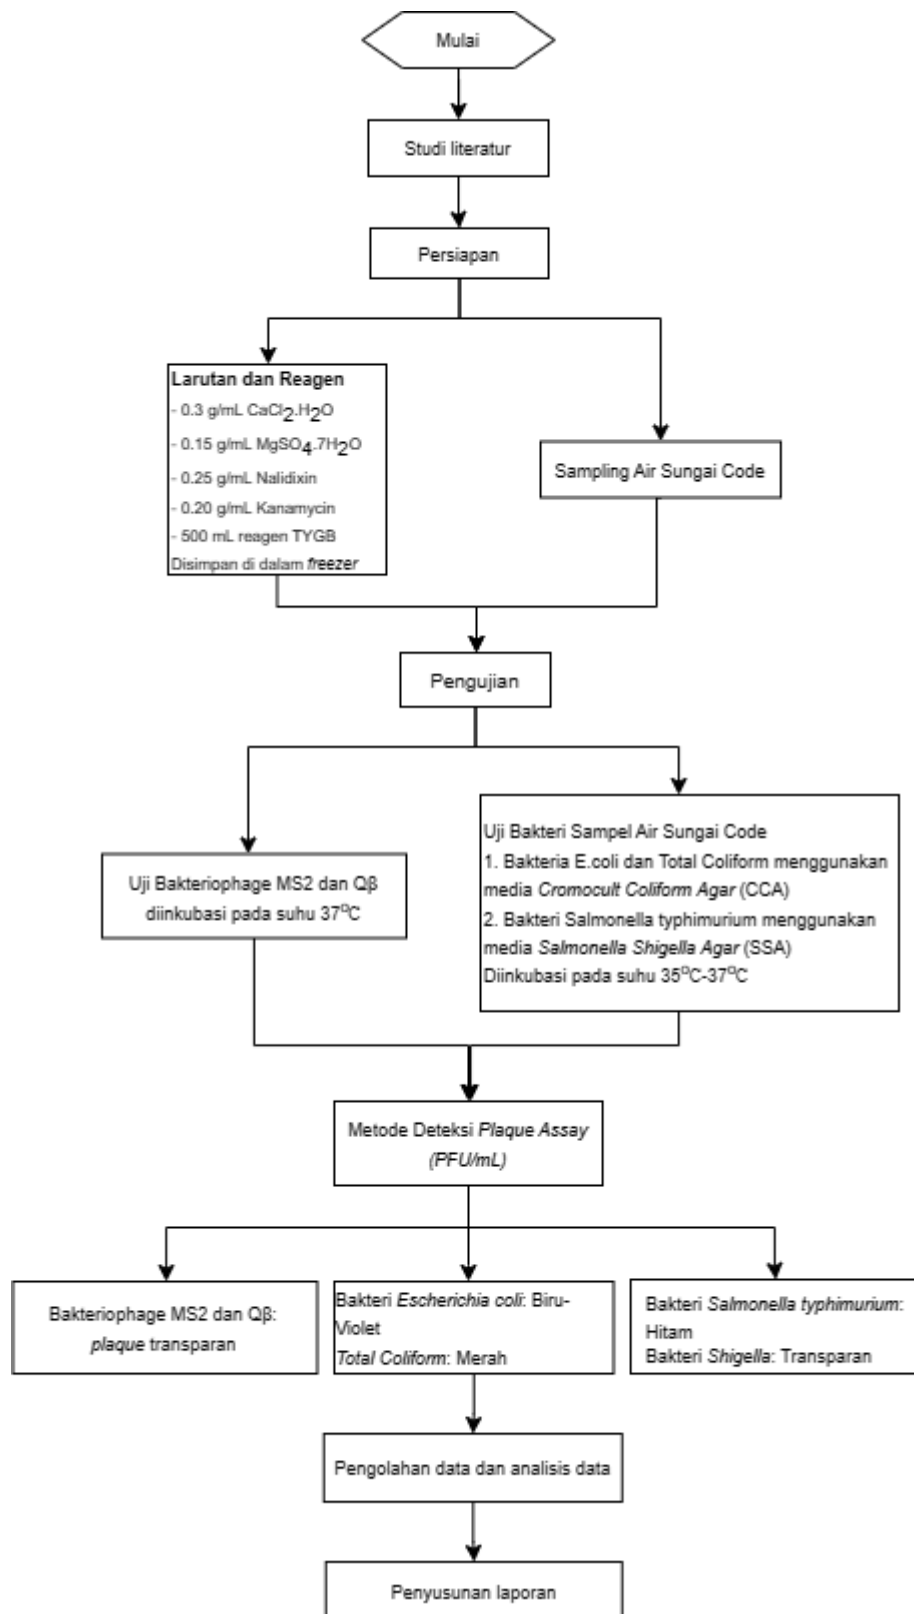 Mulai
Studi literatur
Persiapan
Larutan dan Reagen
- 0.3 g/mL CaCl2.H2O
- 0.15 g/mL MgSO4.7H2O
- 0.25 g/mL Nalidixin
- 0.20 g/mL Kanamycin
- 500 mL reagen TYGB
Disimpan di dalam freezer
Sampling Air Sungai Code
Pengujian
Uji Bakteriophage MS2 dan Qβ
diinkubasi pada suhu 37°C
Uji Bakteri Sampel Air Sungai Code
1. Bakteria E.coli dan Total Coliform menggunakan
media Cromocult Coliform Agar (CCA)
2. Bakteri Salmonella typhimurium menggunakan
media Salmonella Shigella Agar (SSA)
Diinkubasi pada suhu 35°C-37°C
Metode Deteksi Plaque Assay
(PFU/mL)
Bakteriophage MS2 dan Qβ:
plaque transparan
Bakteri Escherichia coli: Biru-
Violet
Total Coliform: Merah
Bakteri Salmonella typhimurium:
Hitam
Bakteri Shigella: Transparan
Pengolahan data dan analisis data
Penyusunan laporan